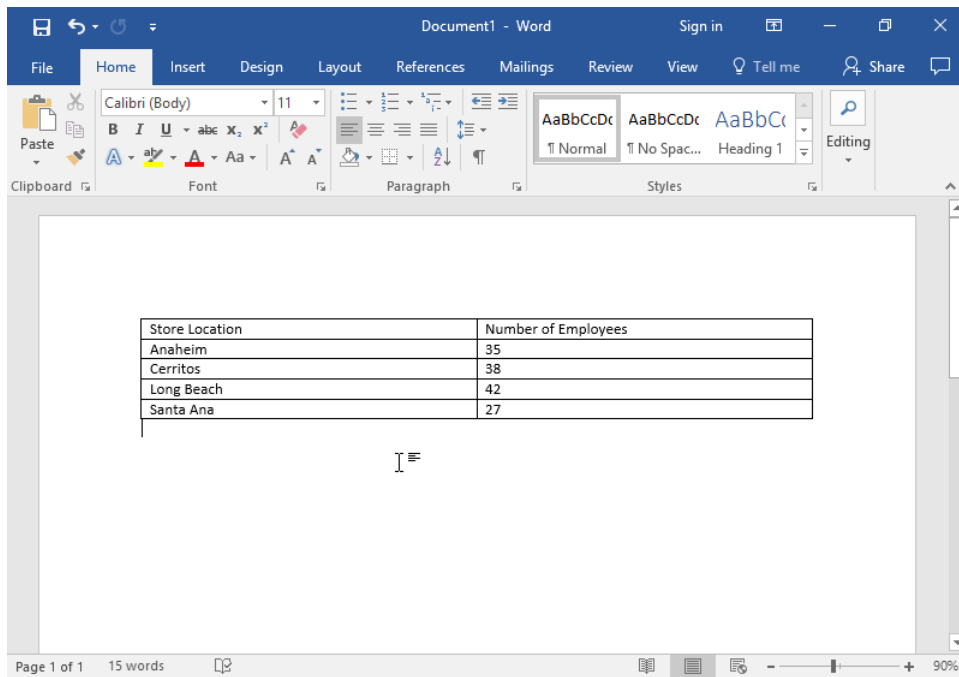 Document1 - Word Sign in
File Home Insert Design Layout References Mailings Review View Tell me Share
Calibri (Body) 11
Paste
B I U abc X₂ X²
A aby A Aa A A
AaBbCcDc AaBbCcDc AaBbCc
¶ Normal ¶ No Spac... Heading 1
Editing
Clipboard Font Paragraph Styles
Store Location Number of Employees
Anaheim 35
Cerritos 38
Long Beach 42
Santa Ana 27
Page 1 of 1 15 words 90%